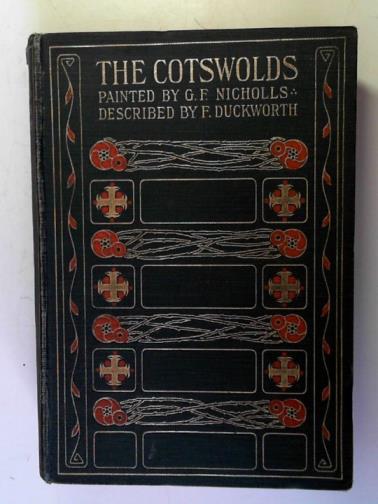 THE COTSWOLDS
PAINTED BY G. F. NICHOLLS ∴
DESCRIBED BY F. DUCKWORTH